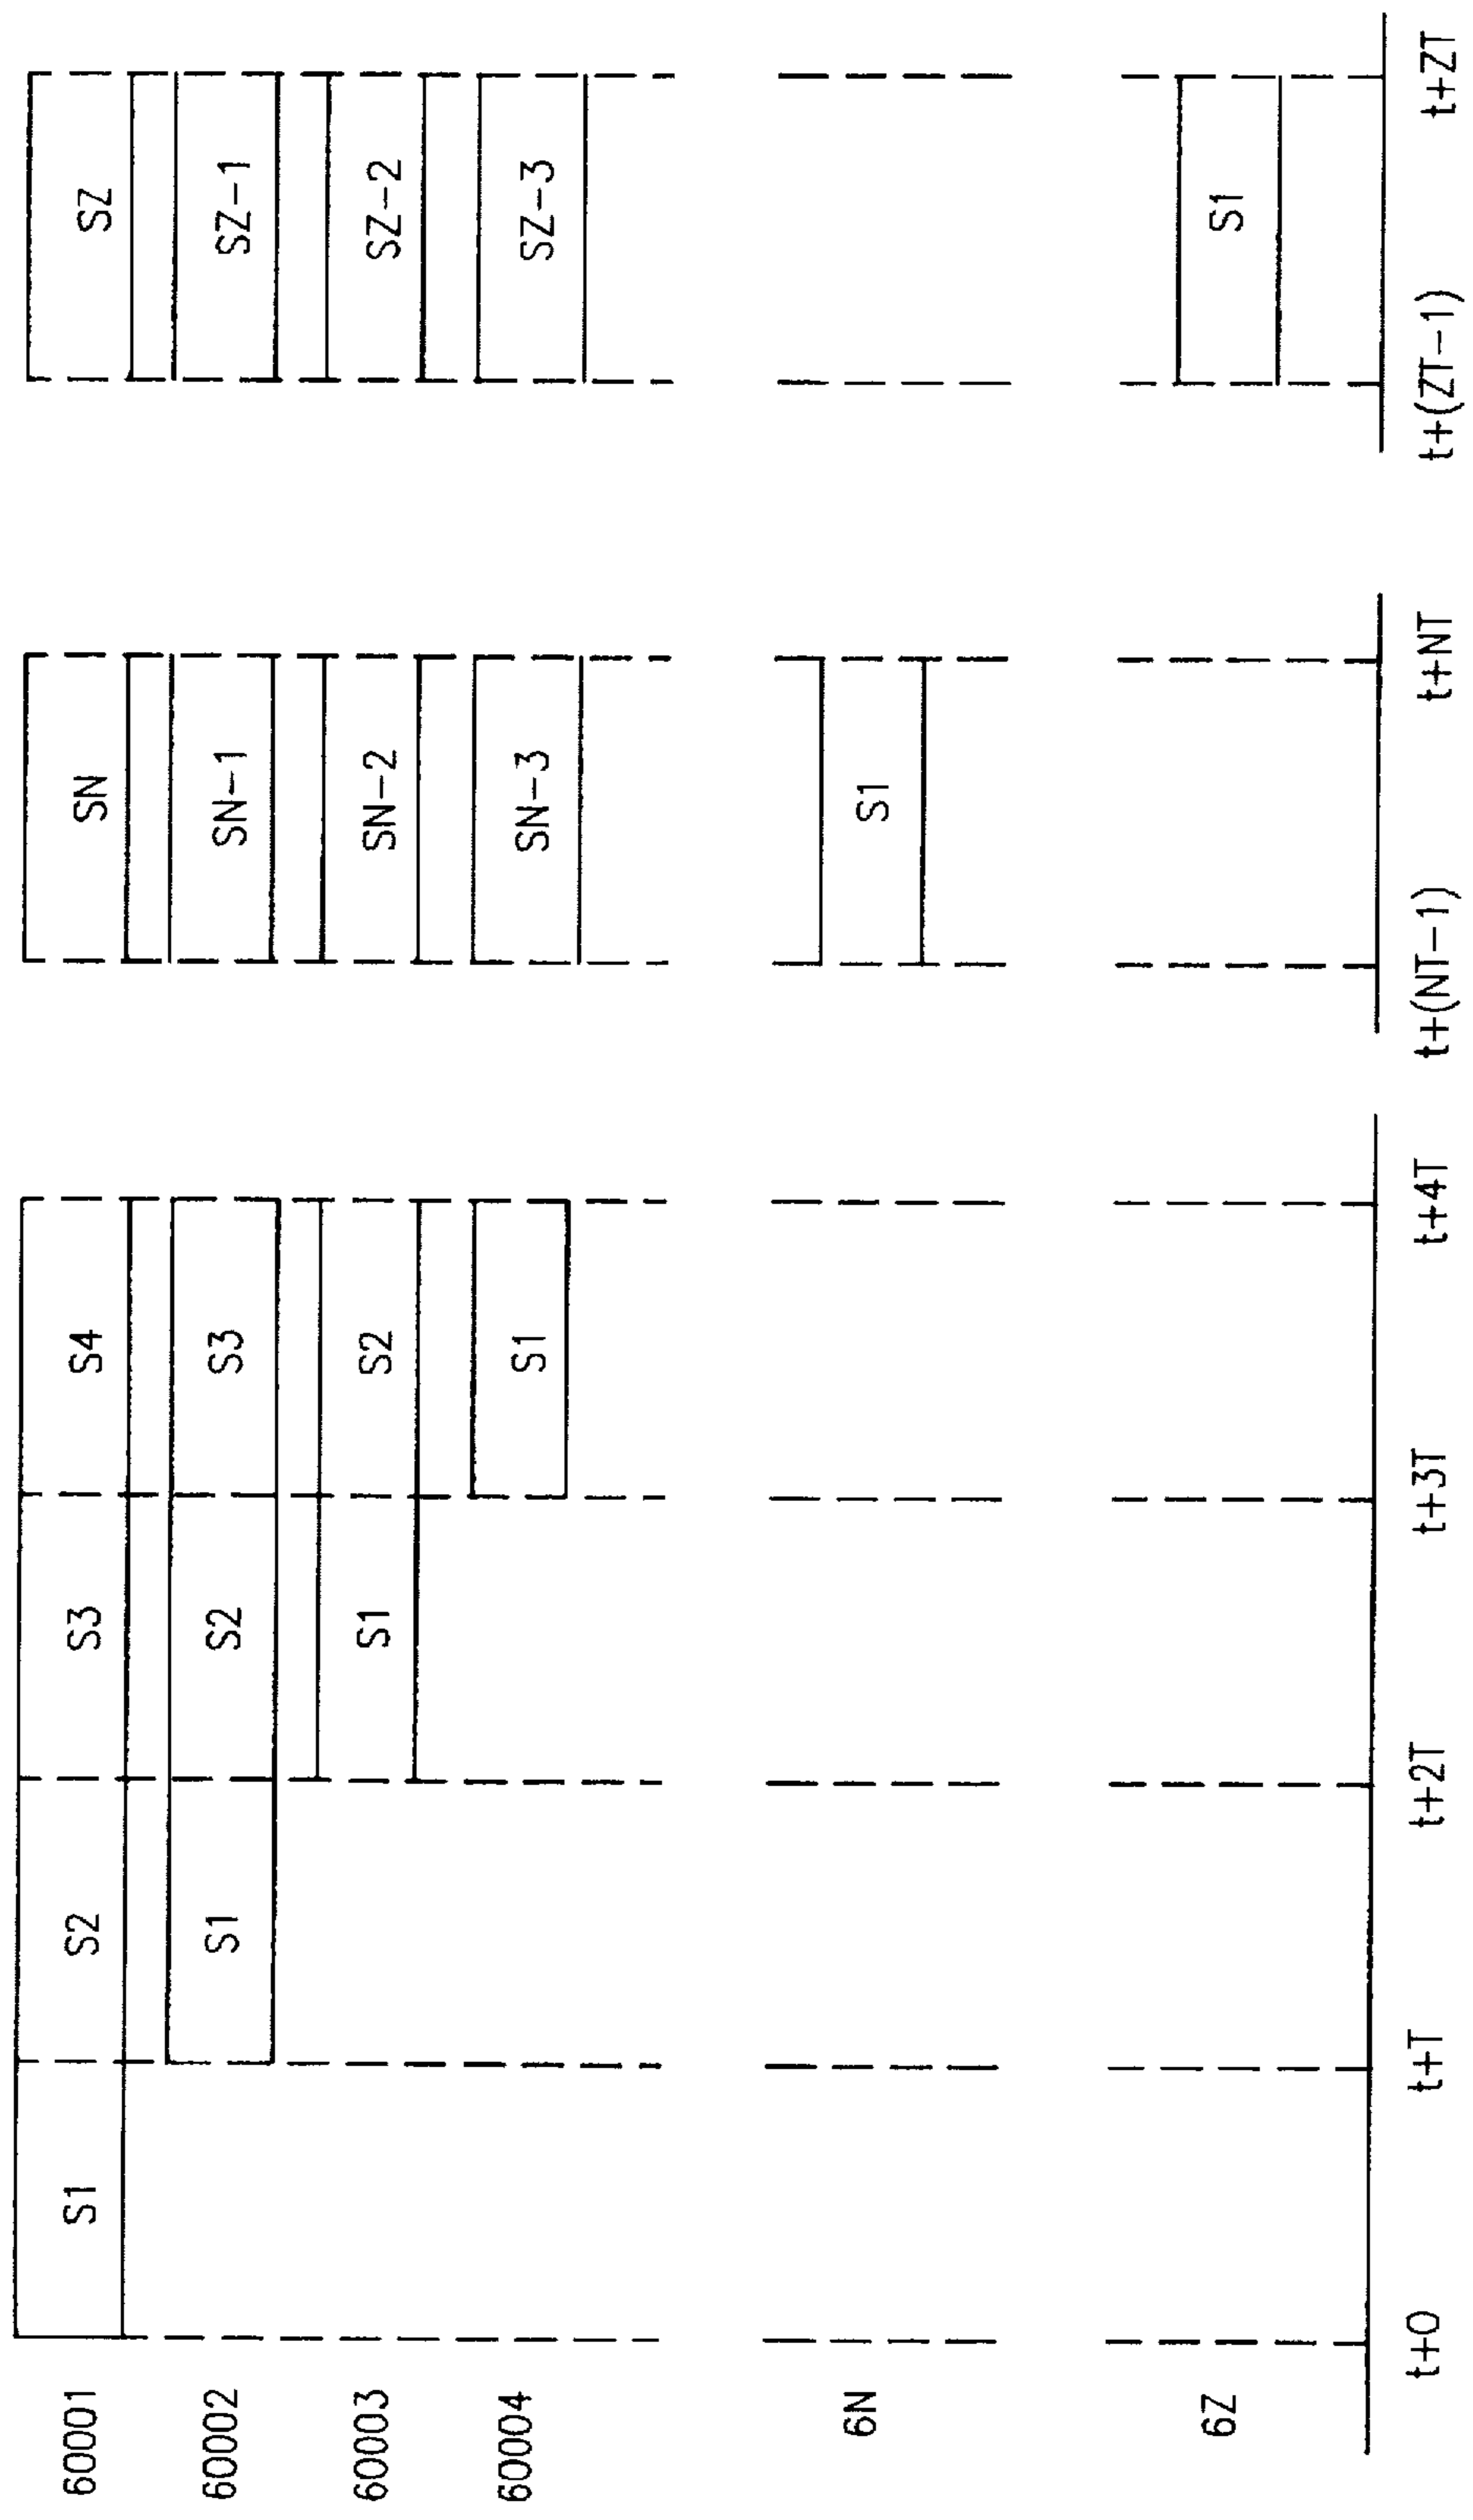 60001 S1 S2 S3 S4 SN SZ
60002 S1 S2 S3 SN-1 SZ-1
60003 S1 S2 SN-2 SZ-2
60004 S1 SN-3 SZ-3
6N S1
6Z S1
t+0 t+T t+2T t+3T t+4T t+(NT-1) t+NT t+(ZT-1) t+ZT